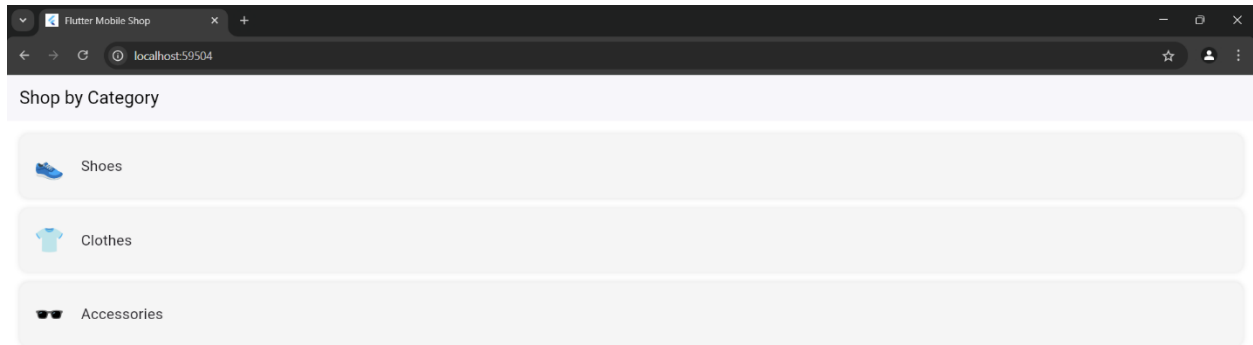 Flutter Mobile Shop
localhost:59504
Shop by Category
Shoes
Clothes
Accessories